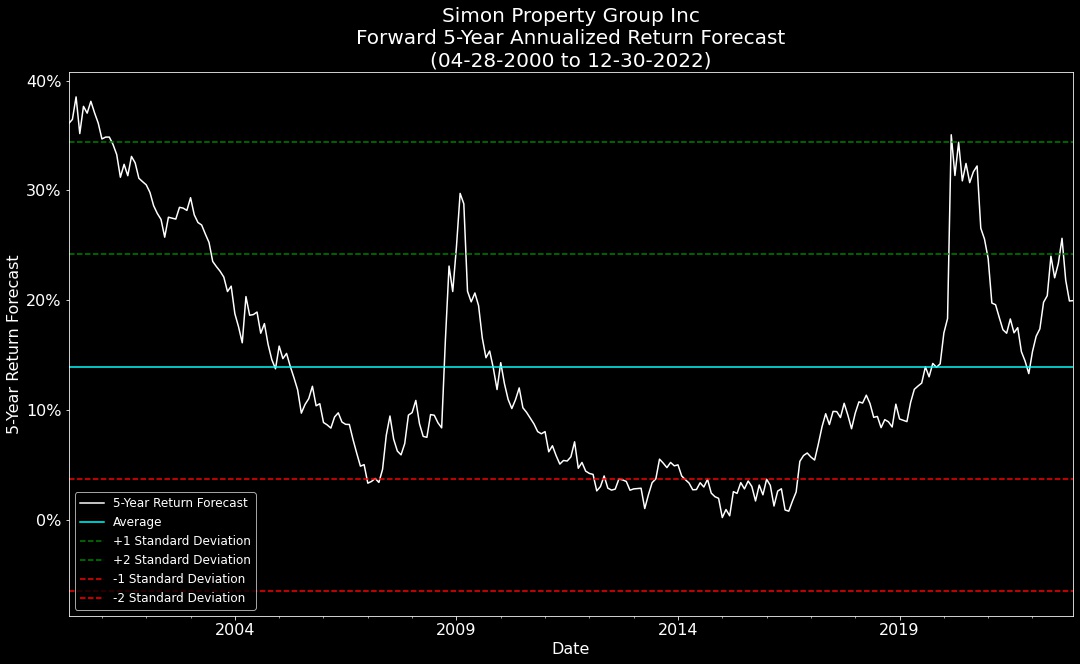 Simon Property Group Inc
Forward 5-Year Annualized Return Forecast
(04-28-2000 to 12-30-2022)
5-Year Return Forecast
40%
30%
20%
10%
0%
5-Year Return Forecast
Average
+1 Standard Deviation
+2 Standard Deviation
-1 Standard Deviation
-2 Standard Deviation
2004
2009
2014
2019
Date